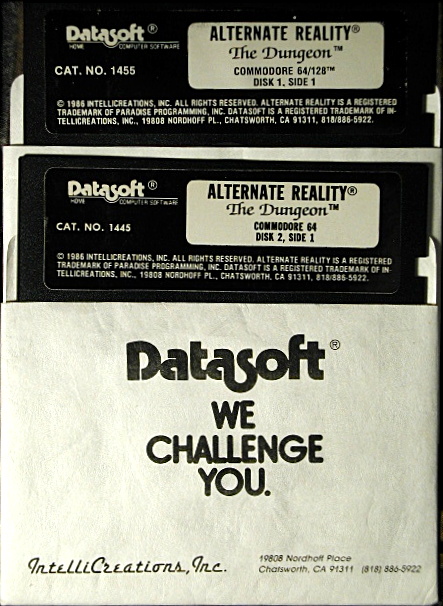 Datasoft®
HOME COMPUTER SOFTWARE
CAT. NO. 1455
ALTERNATE REALITY®
The Dungeon™
COMMODORE 64/128™
DISK 1, SIDE 1
© 1986 INTELLICREATIONS, INC. ALL RIGHTS RESERVED. ALTERNATE REALITY IS A REGISTERED
TRADEMARK OF PARADISE PROGRAMMING, INC. DATASOFT IS A REGISTERED TRADEMARK OF IN-
TELLICREATIONS, INC., 19808 NORDHOFF PL., CHATSWORTH, CA 91311, 818/886-5922.
Datasoft®
HOME COMPUTER SOFTWARE
CAT. NO. 1445
ALTERNATE REALITY®
The Dungeon™
COMMODORE 64
DISK 2, SIDE 1
© 1986 INTELLICREATIONS, INC. ALL RIGHTS RESERVED. ALTERNATE REALITY IS A REGISTERED
TRADEMARK OF PARADISE PROGRAMMING, INC. DATASOFT IS A REGISTERED TRADEMARK OF IN-
TELLICREATIONS, INC., 19808 NORDHOFF PL., CHATSWORTH, CA 91311, 818/886-5922.
Datasoft®
WE
CHALLENGE
YOU.
IntelliCreations, Inc.
19808 Nordhoff Place
Chatsworth, CA 91311 (818) 886-5922